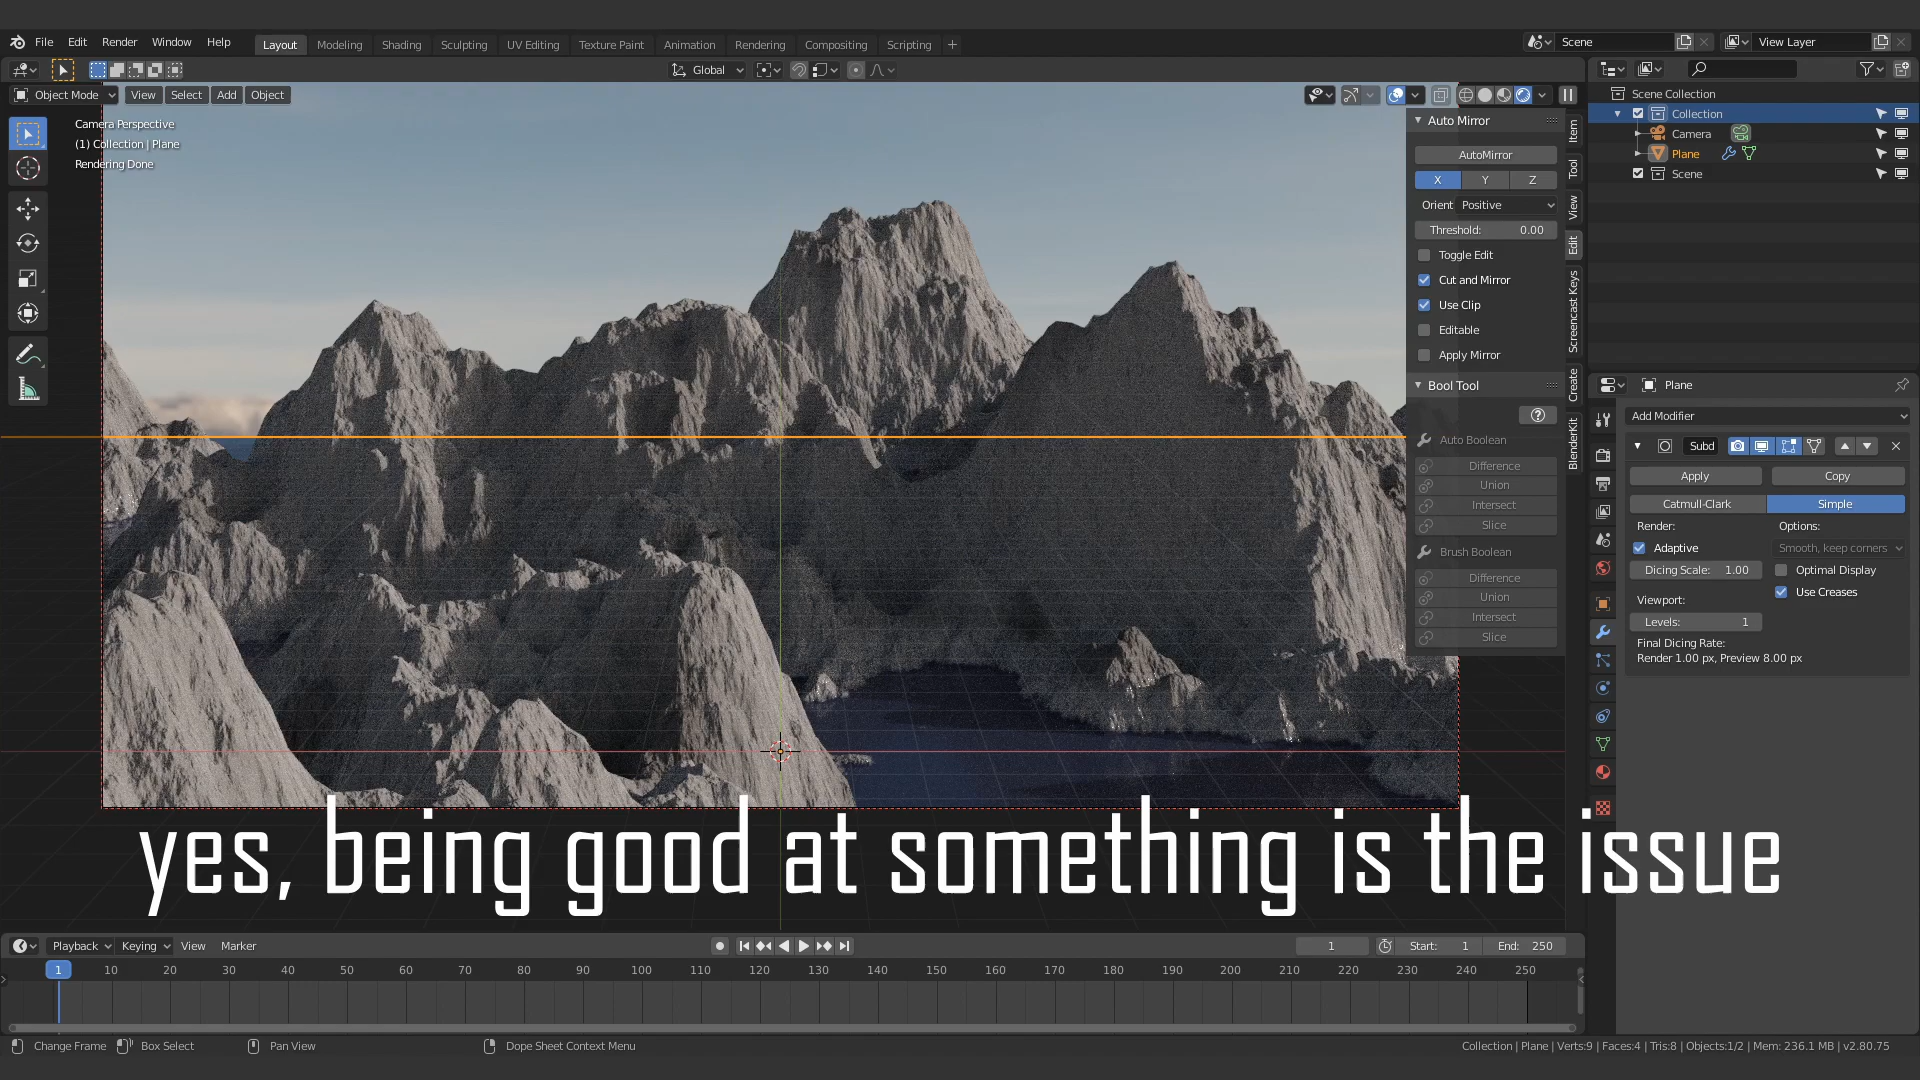 File Edit Render Window Help Layout Modeling Shading Sculpting UV Editing Texture Paint Animation Rendering Compositing Scripting + Scene View Layer
Global
Object Mode View Select Add Object
Camera Perspective
(1) Collection | Plane
Rendering Done
Auto Mirror
AutoMirror
X Y Z
Orient Positive
Threshold: 0.00
Toggle Edit
Cut and Mirror
Use Clip
Editable
Apply Mirror
Bool Tool
?
Auto Boolean
Difference
Union
Intersect
Slice
Brush Boolean
Difference
Union
Intersect
Slice
Item
Tool
View
Edit
Screencast Keys
Create
BlenderKit
Scene Collection
Collection
Camera
Plane
Scene
Plane
Add Modifier
Subd
Apply Copy
Catmull-Clark Simple
Render: Options:
Adaptive Smooth, keep corners
Dicing Scale: 1.00 Optimal Display
Use Creases
Viewport:
Levels: 1
Final Dicing Rate:
Render 1.00 px, Preview 8.00 px
yes, being good at something is the issue
Playback Keying View Marker 1 Start: 1 End: 250
1 10 20 30 40 50 60 70 80 90 100 110 120 130 140 150 160 170 180 190 200 210 220 230 240 250
Change Frame Box Select Pan View Dope Sheet Context Menu Collection | Plane | Verts:9 | Faces:4 | Tris:8 | Objects:1/2 | Mem: 236.1 MB | v2.80.75